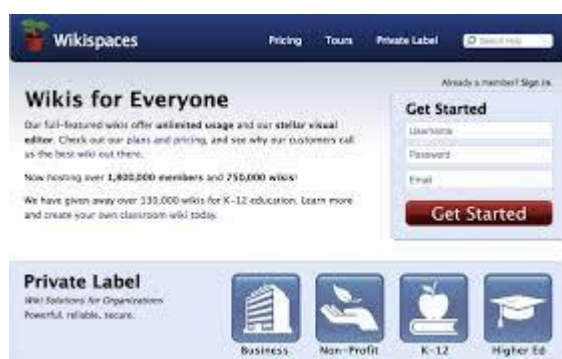 Wikispaces
Pricing Tours Private Label Search Help
Already a member? Sign in.
Wikis for Everyone
Our full-featured wikis offer unlimited usage and our stellar visual
editor. Check out our plans and pricing, and see why our customers call
us the best wiki out there.
Now hosting over 1,800,000 members and 750,000 wikis!
We have given away over 130,000 wikis for K-12 education. Learn more
and create your own classroom wiki today.
Get Started
Username
Password
Email
Get Started
Private Label
Wiki Solutions for Organizations
Powerful, reliable, secure.
Business Non-Profit K-12 Higher Ed